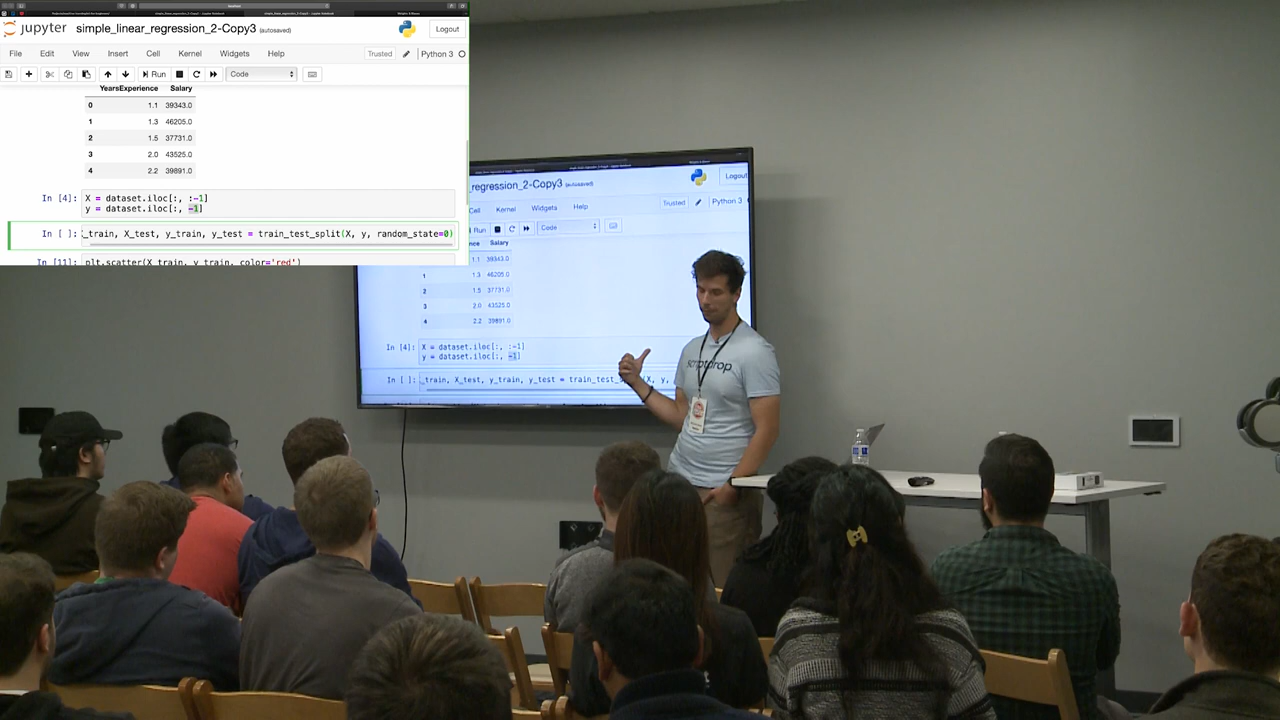 jupyter simple_linear_regression_2-Copy3 (autosaved)
Logout
File Edit View Insert Cell Kernel Widgets Help
Trusted
Python 3
Run
Code
YearsExperience Salary
0 1.1 39343.0
1 1.3 46205.0
2 1.5 37731.0
3 2.0 43525.0
4 2.2 39891.0
In [4]: X = dataset.iloc[:, :-1]
y = dataset.iloc[:, -1]
In [ ]: _train, X_test, y_train, y_test = train_test_split(X, y, random_state=0)
In [11]: plt.scatter(X_train, y_train, color='red')
_regression_2-Copy3 (autosaved)
Logout
Cell Kernel Widgets Help
Trusted
Python 3
Run
Code
nce Salary
1.1 39343.0
1 1.3 46205.0
2 1.5 37731.0
3 2.0 43525.0
4 2.2 39891.0
In [4]: X = dataset.iloc[:, :-1]
y = dataset.iloc[:, -1]
In [ ]: _train, X_test, y_train, y_test = train_test_split(X, y,
scriptdrop